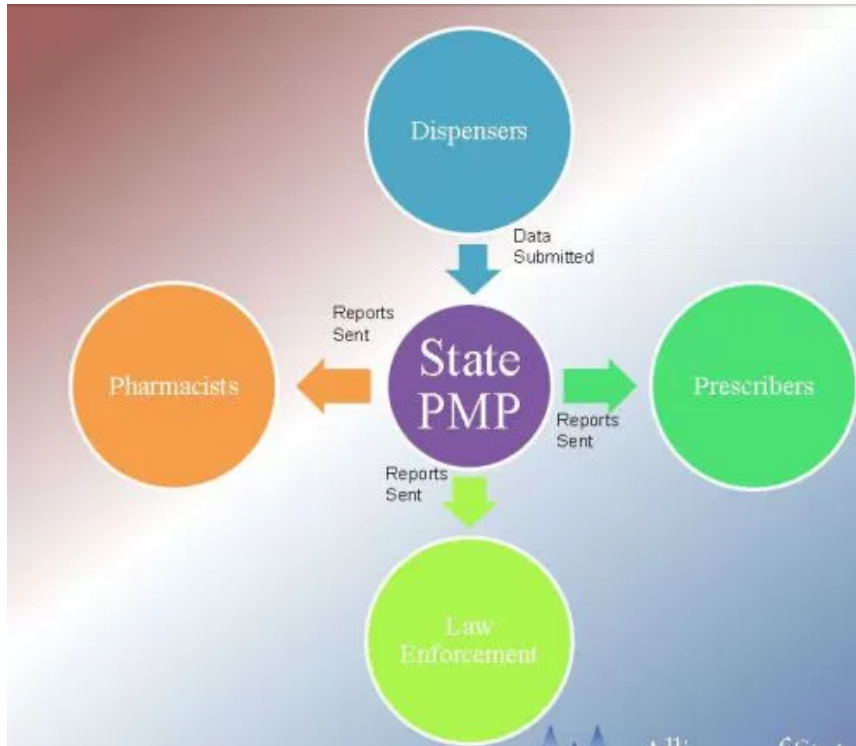 Dispensers
Data
Submitted
Reports
Sent
State
PMP
Pharmacists
Prescribers
Reports
Sent
Reports
Sent
Law
Enforcement